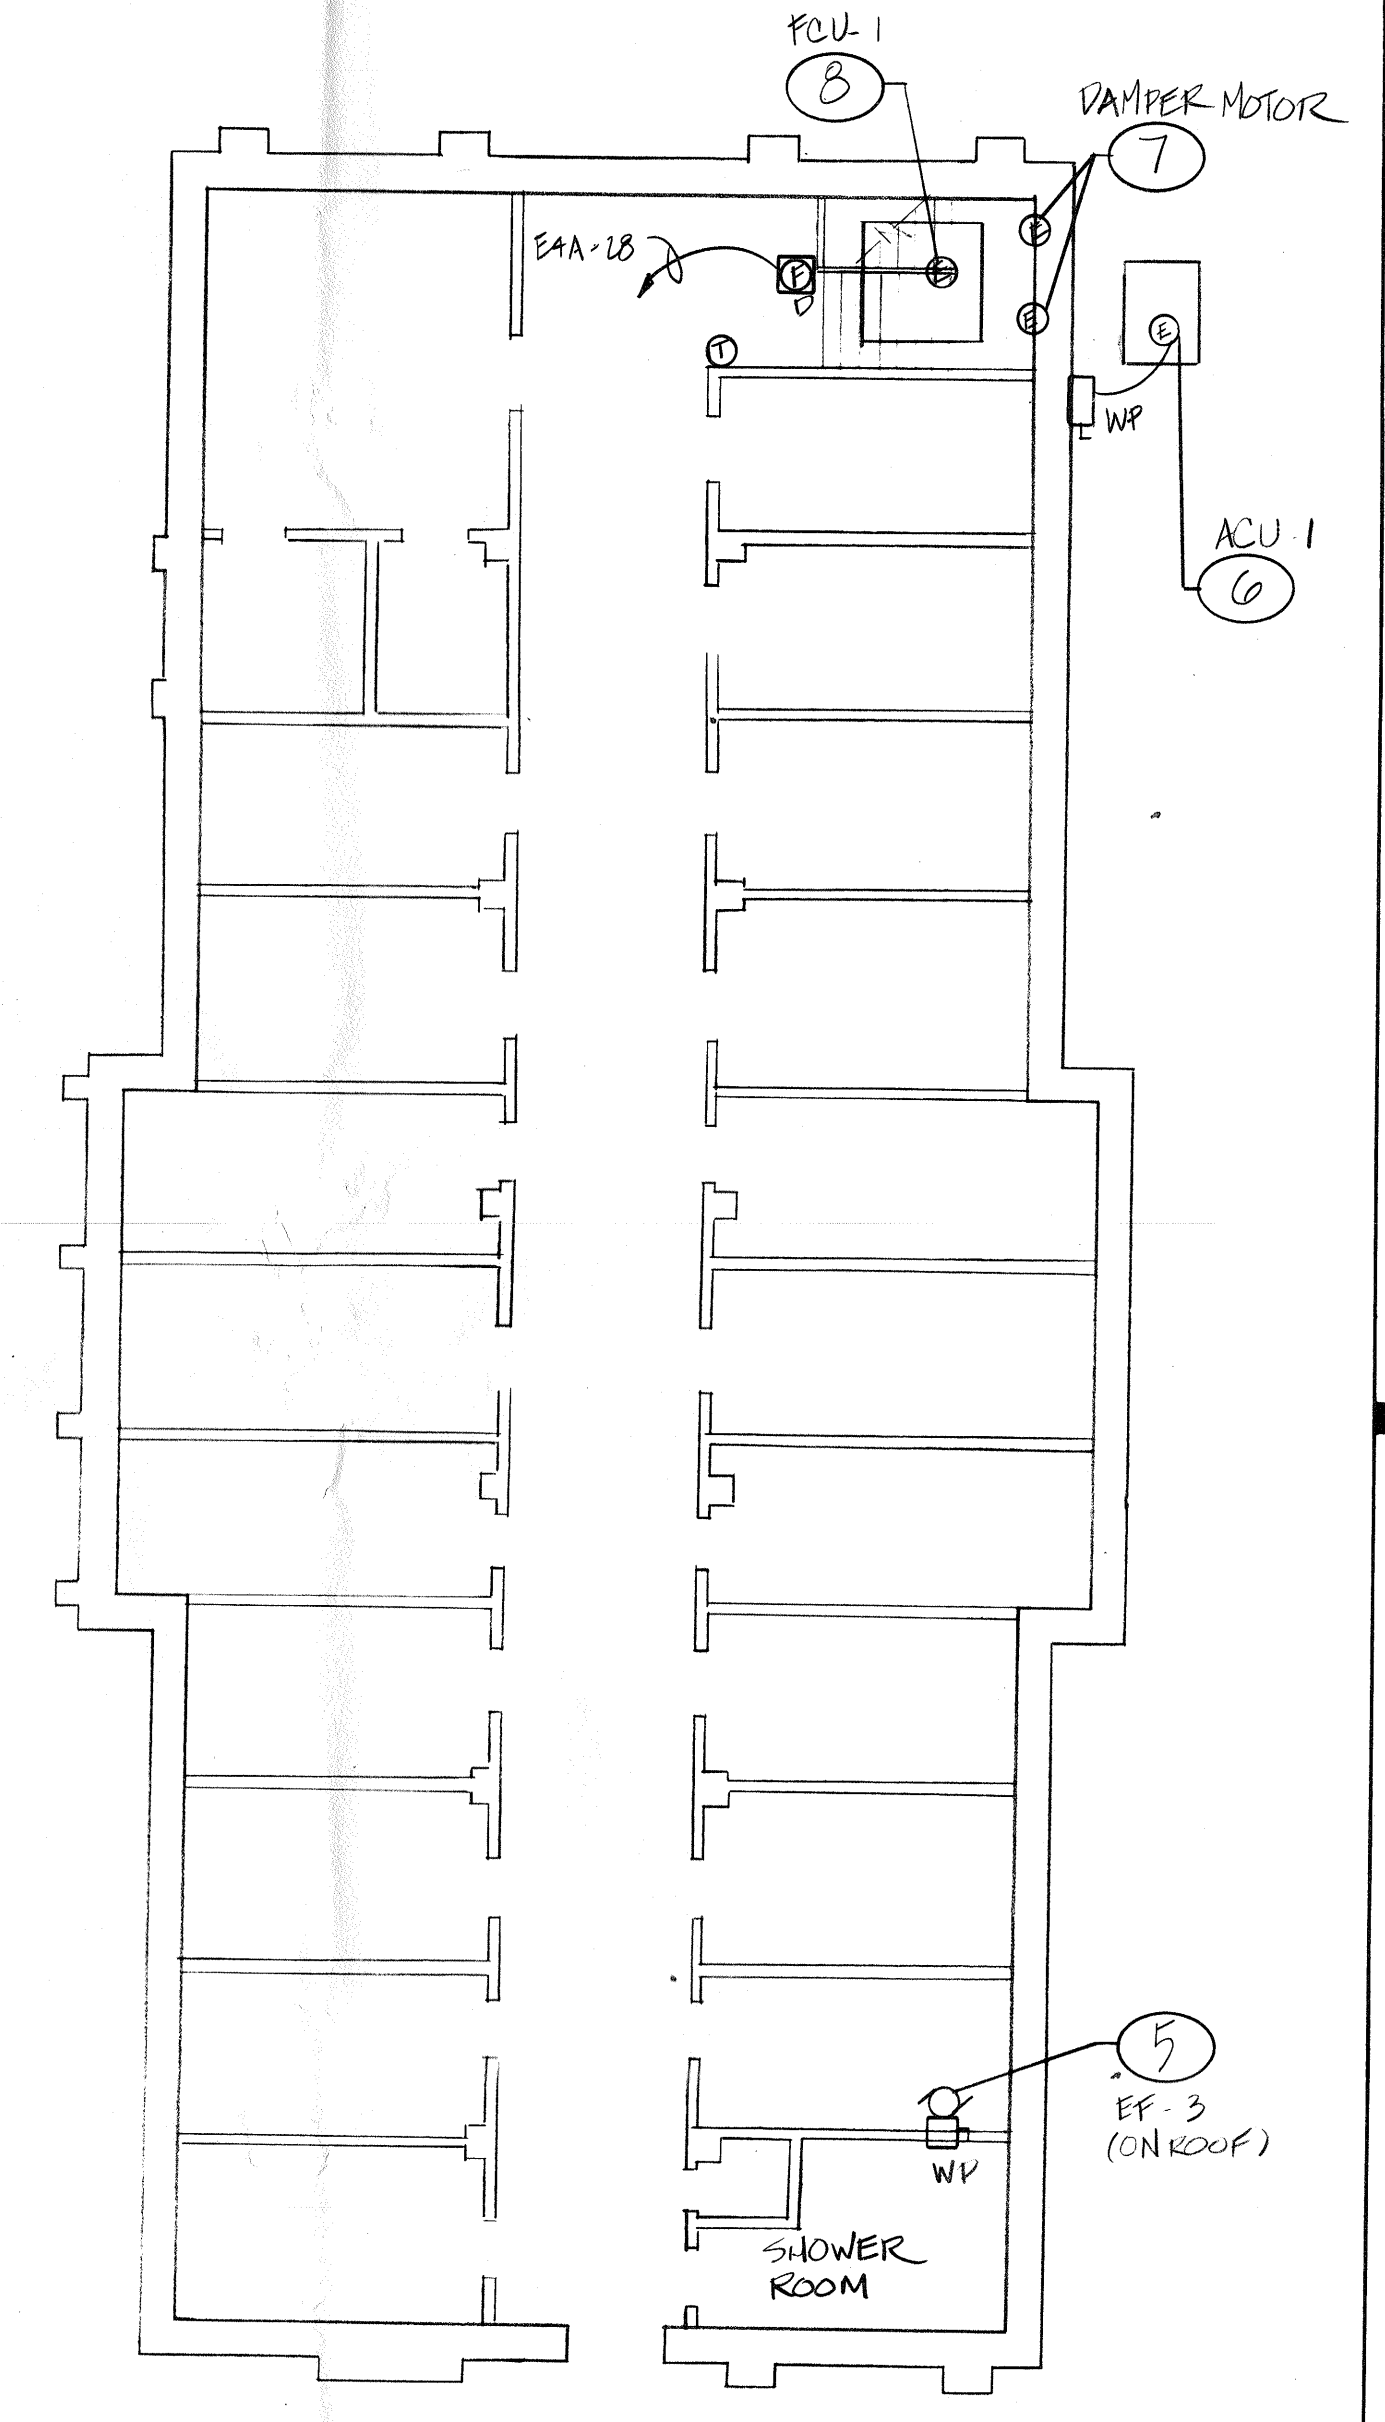 FCU-1
8
DAMPER MOTOR
7
E4A-28
F
D
E
E
E
E
T
WP
ACU-1
6
5
EF-3
(ON ROOF)
WP
SHOWER
ROOM